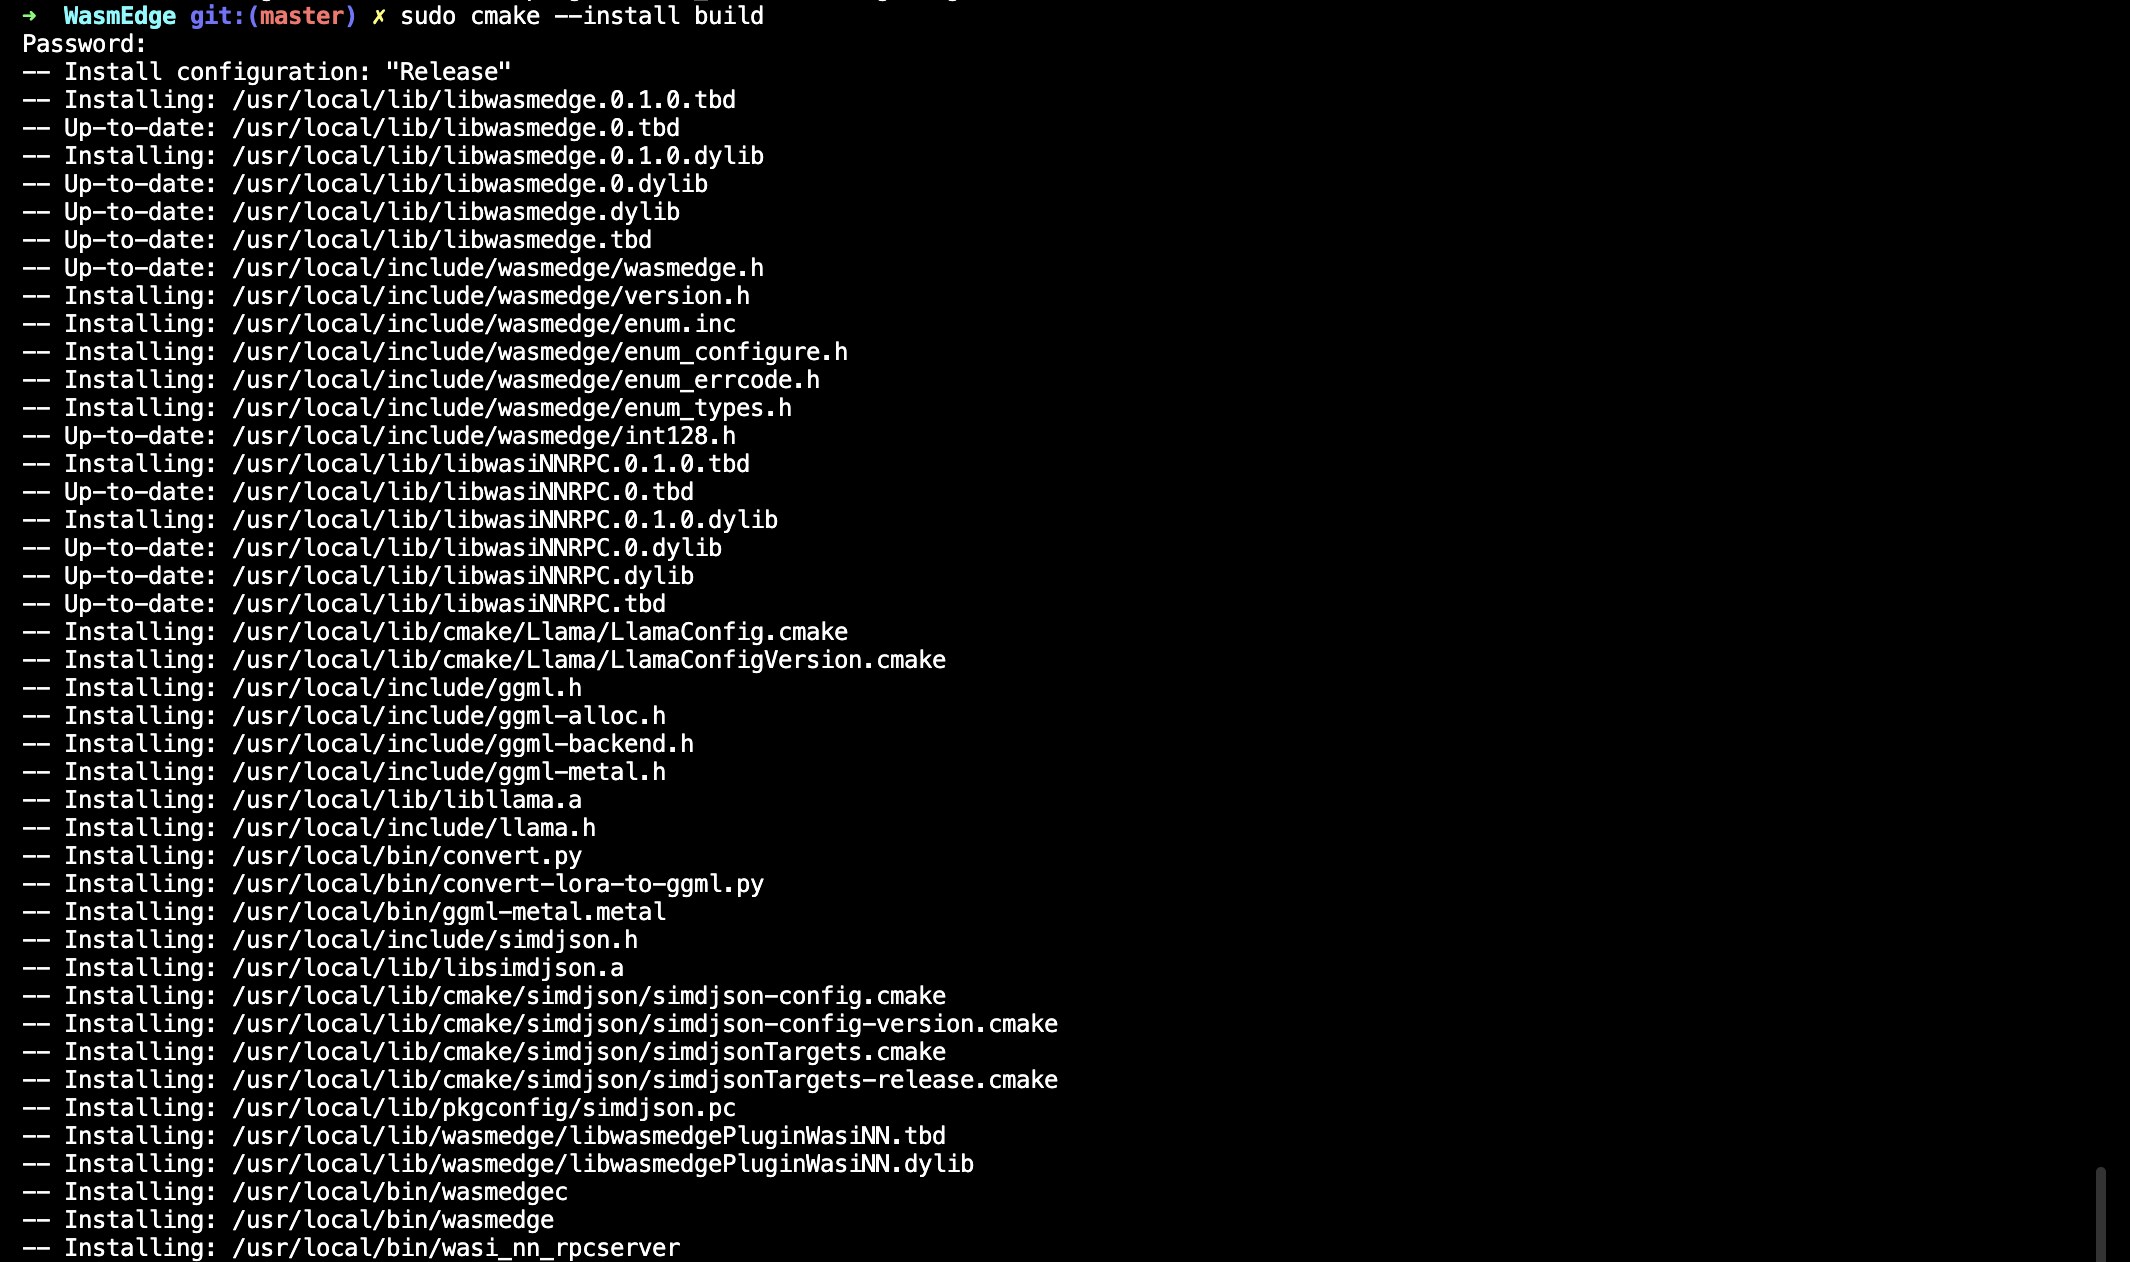 ➜  WasmEdge git:(master) ✗ sudo cmake --install build
Password:
-- Install configuration: "Release"
-- Installing: /usr/local/lib/libwasmedge.0.1.0.tbd
-- Up-to-date: /usr/local/lib/libwasmedge.0.tbd
-- Installing: /usr/local/lib/libwasmedge.0.1.0.dylib
-- Up-to-date: /usr/local/lib/libwasmedge.0.dylib
-- Up-to-date: /usr/local/lib/libwasmedge.dylib
-- Up-to-date: /usr/local/lib/libwasmedge.tbd
-- Up-to-date: /usr/local/include/wasmedge/wasmedge.h
-- Installing: /usr/local/include/wasmedge/version.h
-- Installing: /usr/local/include/wasmedge/enum.inc
-- Installing: /usr/local/include/wasmedge/enum_configure.h
-- Installing: /usr/local/include/wasmedge/enum_errcode.h
-- Installing: /usr/local/include/wasmedge/enum_types.h
-- Up-to-date: /usr/local/include/wasmedge/int128.h
-- Installing: /usr/local/lib/libwasiNNRPC.0.1.0.tbd
-- Up-to-date: /usr/local/lib/libwasiNNRPC.0.tbd
-- Installing: /usr/local/lib/libwasiNNRPC.0.1.0.dylib
-- Up-to-date: /usr/local/lib/libwasiNNRPC.0.dylib
-- Up-to-date: /usr/local/lib/libwasiNNRPC.dylib
-- Up-to-date: /usr/local/lib/libwasiNNRPC.tbd
-- Installing: /usr/local/lib/cmake/Llama/LlamaConfig.cmake
-- Installing: /usr/local/lib/cmake/Llama/LlamaConfigVersion.cmake
-- Installing: /usr/local/include/ggml.h
-- Installing: /usr/local/include/ggml-alloc.h
-- Installing: /usr/local/include/ggml-backend.h
-- Installing: /usr/local/include/ggml-metal.h
-- Installing: /usr/local/lib/libllama.a
-- Installing: /usr/local/include/llama.h
-- Installing: /usr/local/bin/convert.py
-- Installing: /usr/local/bin/convert-lora-to-ggml.py
-- Installing: /usr/local/bin/ggml-metal.metal
-- Installing: /usr/local/include/simdjson.h
-- Installing: /usr/local/lib/libsimdjson.a
-- Installing: /usr/local/lib/cmake/simdjson/simdjson-config.cmake
-- Installing: /usr/local/lib/cmake/simdjson/simdjson-config-version.cmake
-- Installing: /usr/local/lib/cmake/simdjson/simdjsonTargets.cmake
-- Installing: /usr/local/lib/cmake/simdjson/simdjsonTargets-release.cmake
-- Installing: /usr/local/lib/pkgconfig/simdjson.pc
-- Installing: /usr/local/lib/wasmedge/libwasmedgePluginWasiNN.tbd
-- Installing: /usr/local/lib/wasmedge/libwasmedgePluginWasiNN.dylib
-- Installing: /usr/local/bin/wasmedgec
-- Installing: /usr/local/bin/wasmedge
-- Installing: /usr/local/bin/wasi_nn_rpcserver